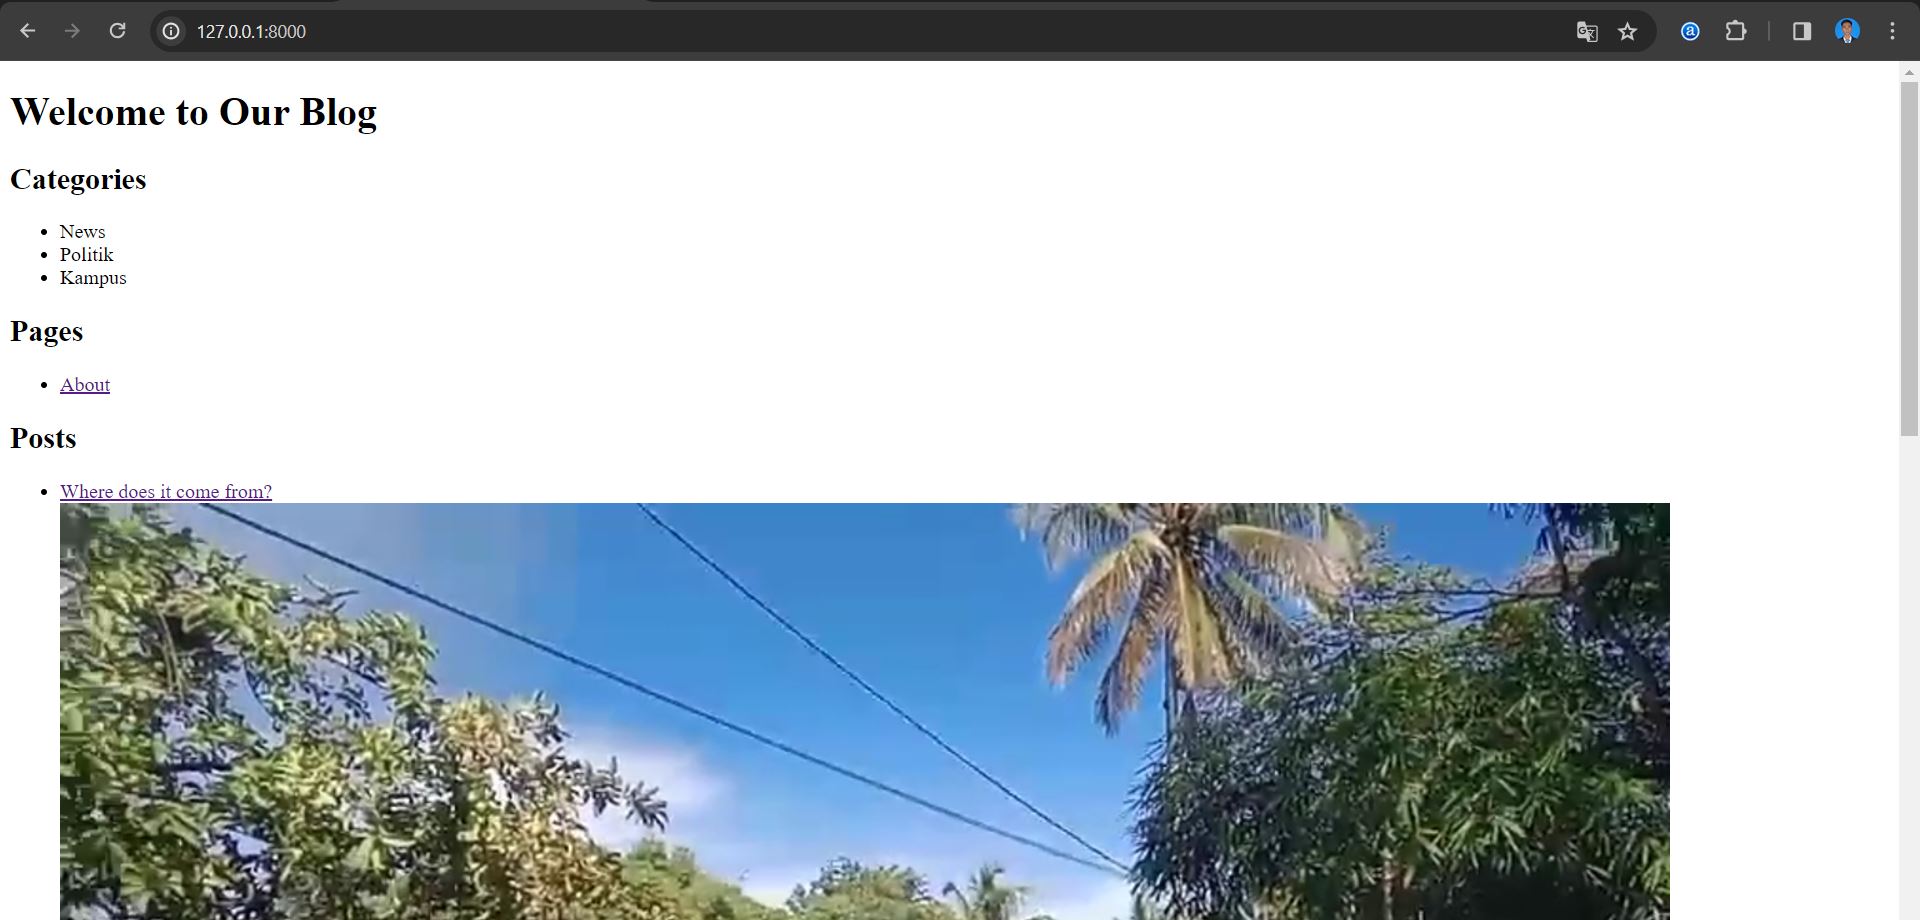 127.0.0.1:8000
Welcome to Our Blog
Categories
News
Politik
Kampus
Pages
About
Posts
Where does it come from?